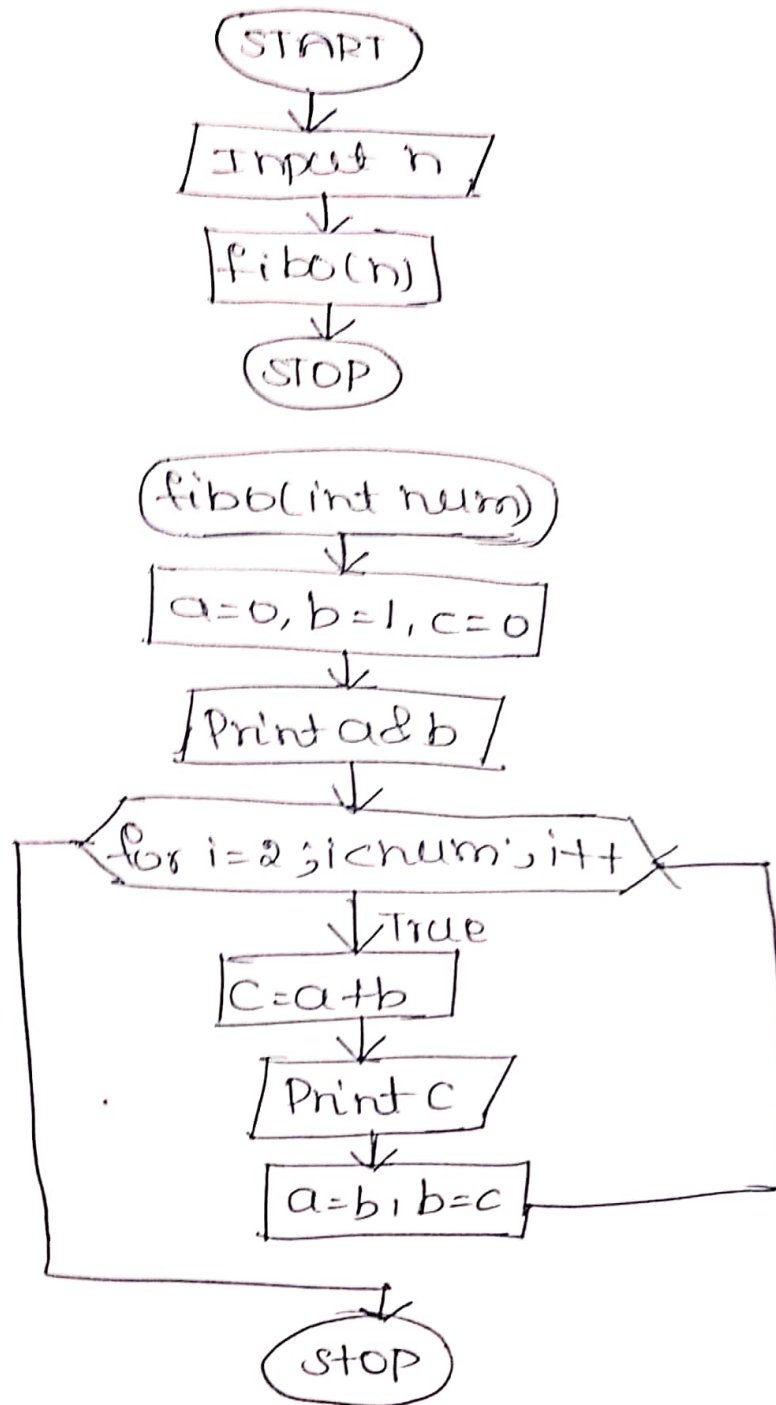 START
Input n
fibo(n)
STOP
fibo(int num)
a=0, b=1, c=0
Print a&b
for i=2; i<num; i++
True
C=a+b
Print C
a=b, b=c
Stop